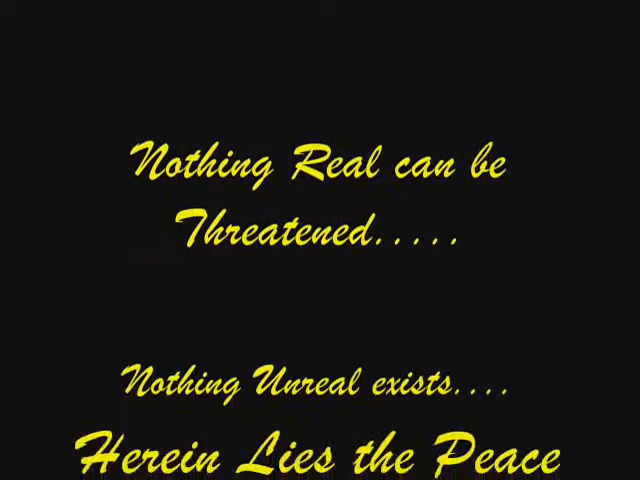 Nothing Real can be
Threatened.....
Nothing Unreal exists....
Herein Lies the Peace